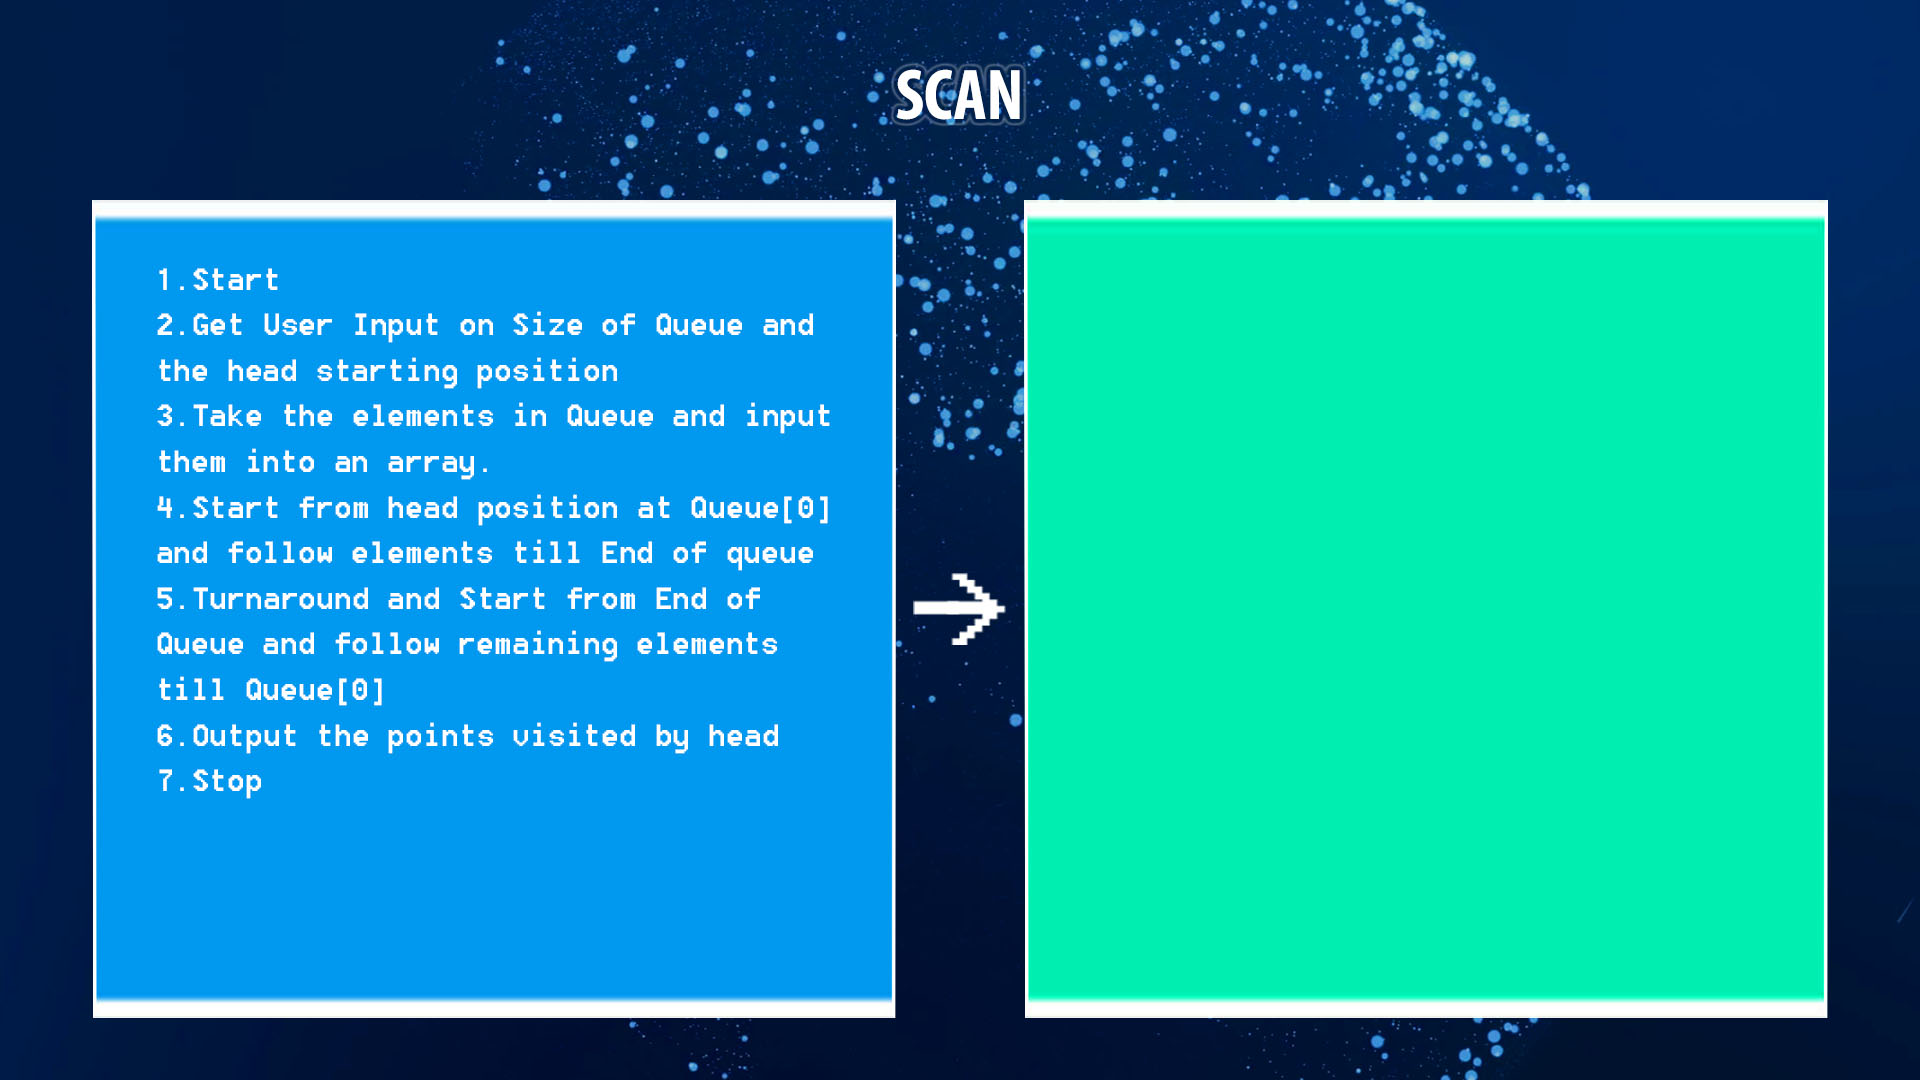 SCAN
1.Start
2.Get User Input on Size of Queue and
the head starting position
3.Take the elements in Queue and input
them into an array.
4.Start from head position at Queue[0]
and follow elements till End of queue
5.Turnaround and Start from End of
Queue and follow remaining elements
till Queue[0]
6.Output the points visited by head
7.Stop